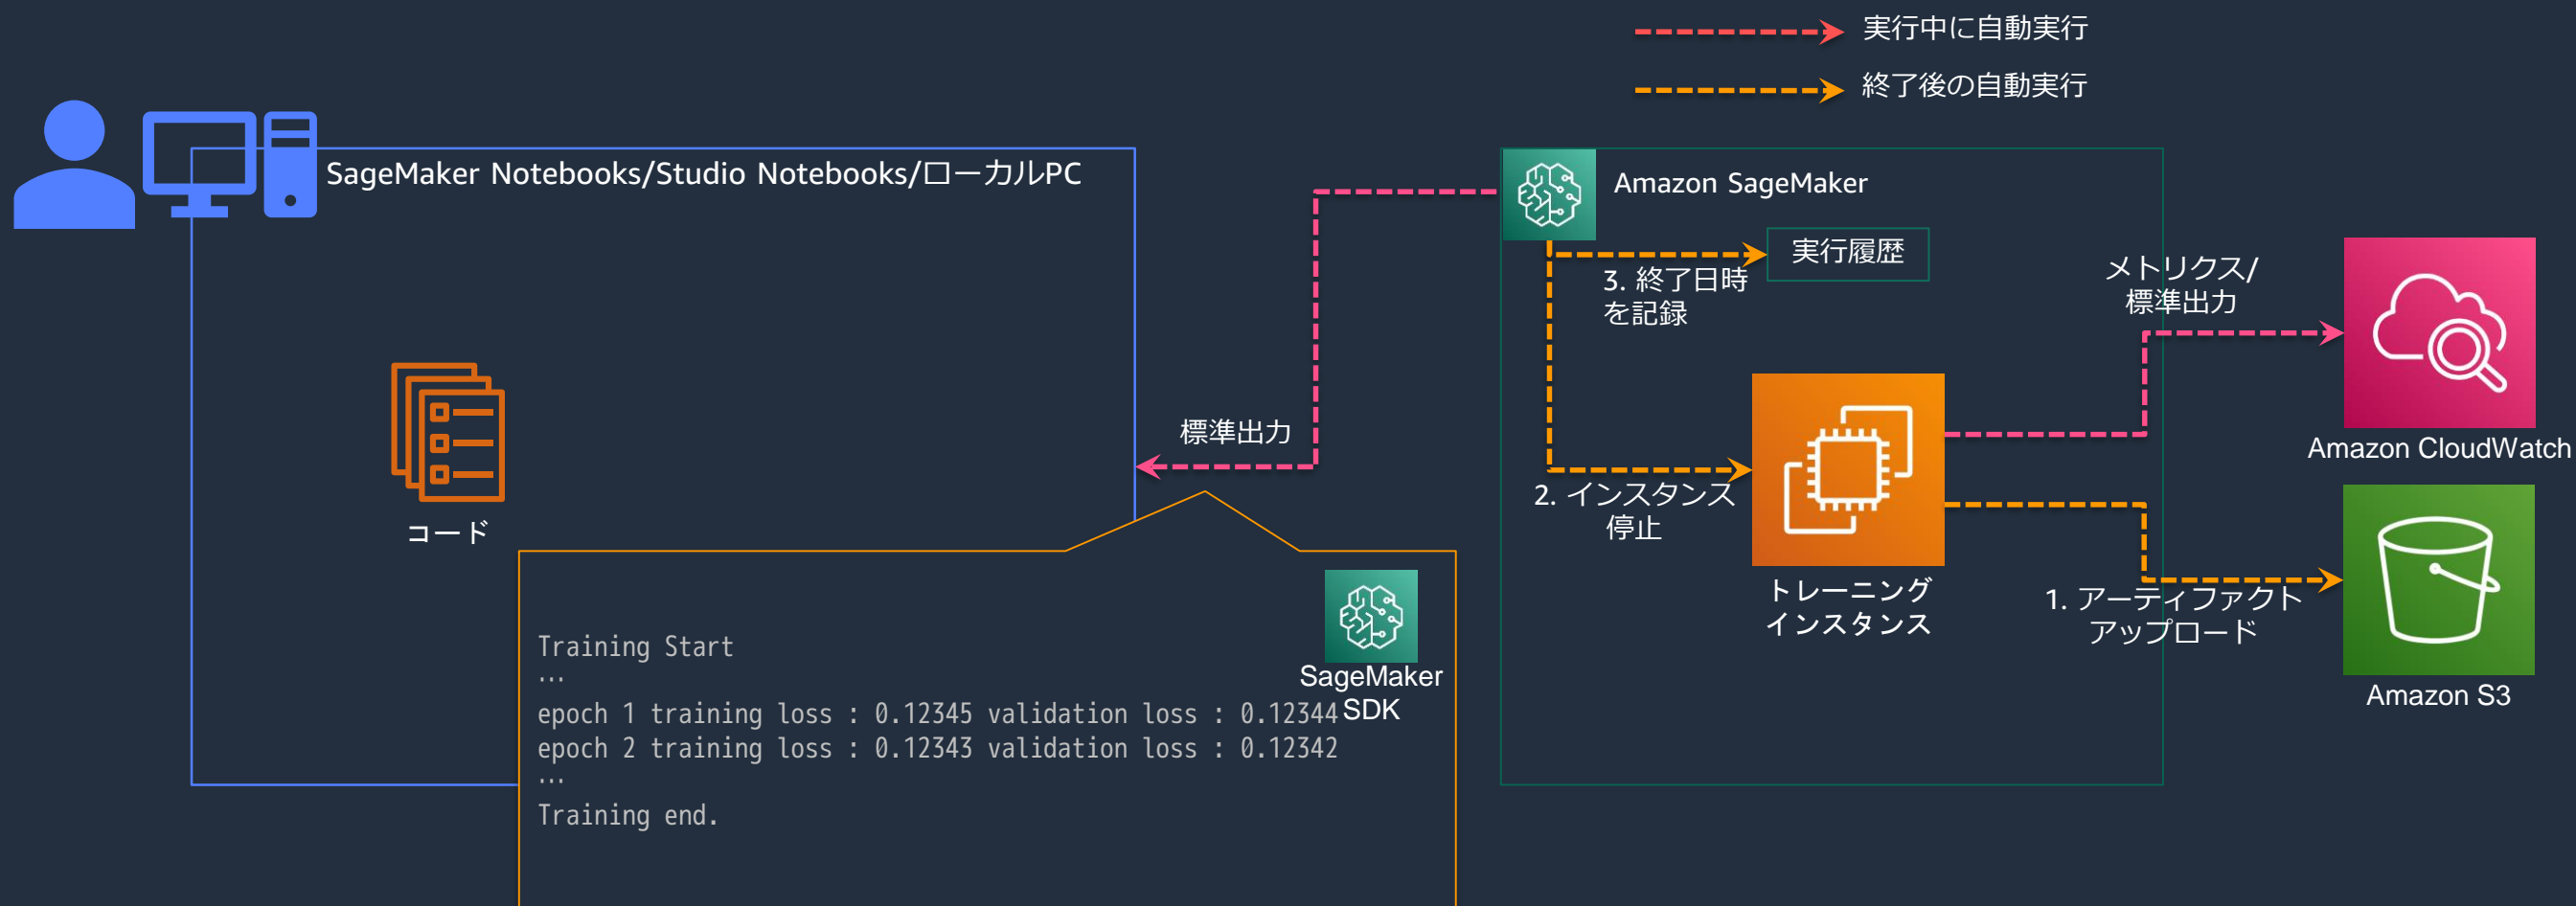 実行中に自動実行
終了後の自動実行
SageMaker Notebooks/Studio Notebooks/ローカルPC
Amazon SageMaker
実行履歴
3. 終了日時
を記録
メトリクス/
標準出力
Amazon CloudWatch
標準出力
コード
2. インスタンス
停止
トレーニング
インスタンス
1. アーティファクト
アップロード
Amazon S3
SageMaker
SDK
Training Start
…
epoch 1 training loss : 0.12345 validation loss : 0.12344
epoch 2 training loss : 0.12343 validation loss : 0.12342
…
Training end.